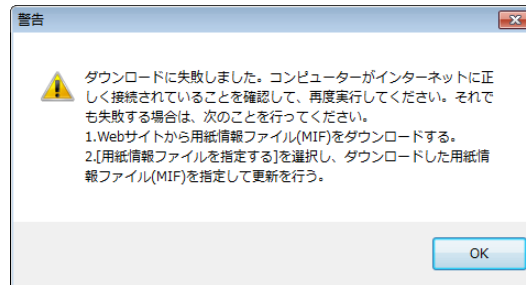 警告
ダウンロードに失敗しました。コンピューターがインターネットに正
しく接続されていることを確認して、再度実行してください。それで
も失敗する場合は、次のことを行ってください。
1.Webサイトから用紙情報ファイル(MIF)をダウンロードする。
2.[用紙情報ファイルを指定する]を選択し、ダウンロードした用紙情
報ファイル(MIF)を指定して更新を行う。
OK